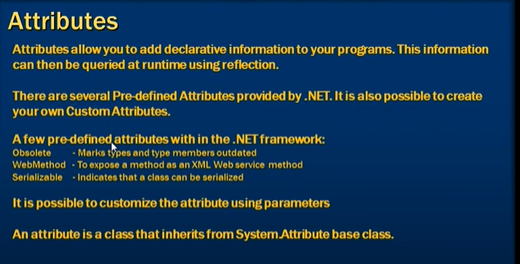 Attributes
Attributes allow you to add declarative information to your programs. This information
can then be queried at runtime using reflection.
There are several Pre-defined Attributes provided by .NET. It is also possible to create
your own Custom Attributes.
A few pre-defined attributes with in the .NET framework:
Obsolete - Marks types and type members outdated
WebMethod - To expose a method as an XML Web service method
Serializable - Indicates that a class can be serialized
It is possible to customize the attribute using parameters
An attribute is a class that inherits from System.Attribute base class.